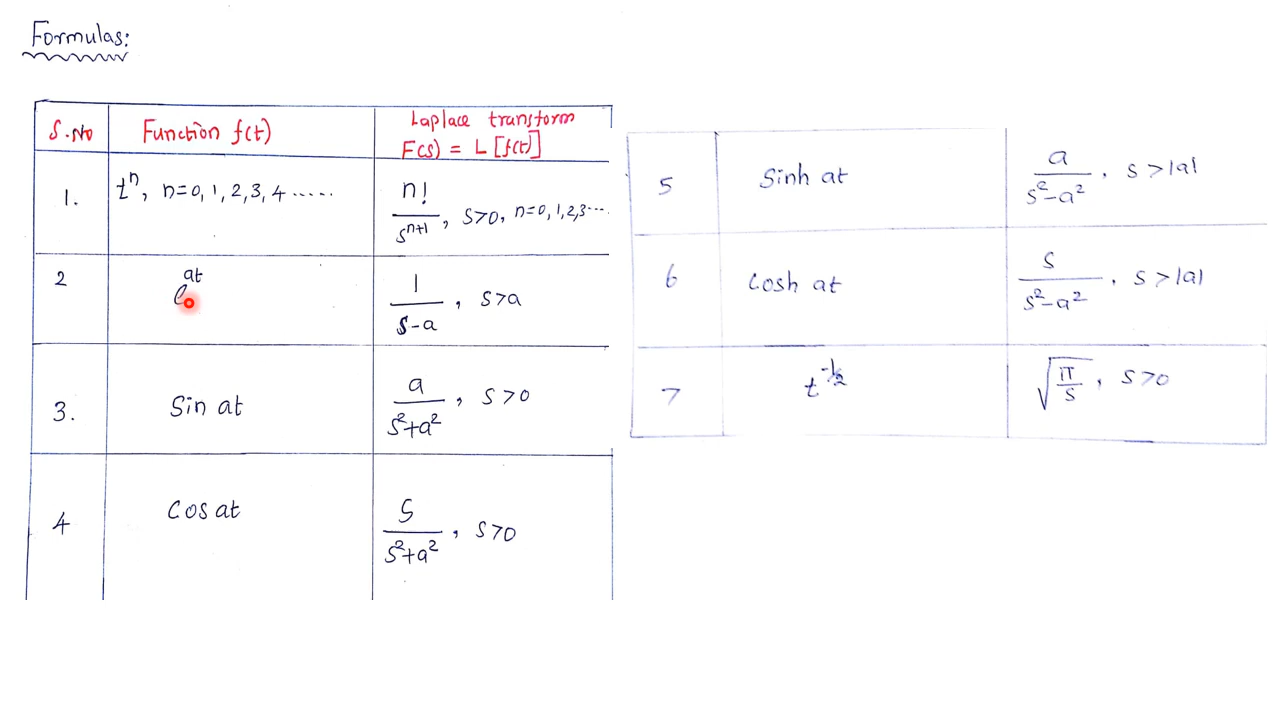 Formulas:
S.No Function f(t) Laplace transform F(s) = L[f(t)]
1. tⁿ, n=0, 1, 2, 3, 4 ...... n!/sⁿ⁺¹, s>0, n=0, 1, 2, 3 ....
2 e^at 1/(s-a), s>a
3. Sin at a/(s²+a²), s>0
4 Cos at s/(s²+a²), s>0
5 Sinh at a/(s²-a²), s>|a|
6 Cosh at s/(s²-a²), s>|a|
7 t^-1/2 √(π/s), s>0